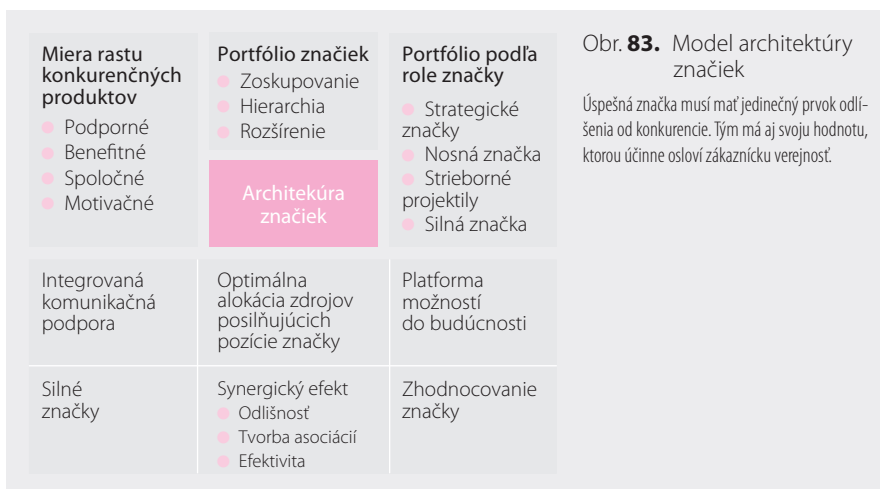 Miera rastu
konkurenčných
produktov
Podporné
Benefitné
Spoločné
Motivačné
Portfólio značiek
Zoskupovanie
Hierarchia
Rozšírenie
Architekúra
značiek
Portfólio podľa
role značky
Strategické
značky
Nosná značka
Strieborné
projektily
Silná značka
Integrovaná
komunikačná
podpora
Optimálna
alokácia zdrojov
posilňujúcich
pozície značky
Platforma
možností
do budúcnosti
Silné
značky
Synergický efekt
Odlišnosť
Tvorba asociácií
Efektivita
Zhodnocovanie
značky
Obr. 83. Model architektúry
značiek
Úspešná značka musí mať jedinečný prvok odlí-
šenia od konkurencie. Tým má aj svoju hodnotu,
ktorou účinne osloví zákaznícku verejnosť.